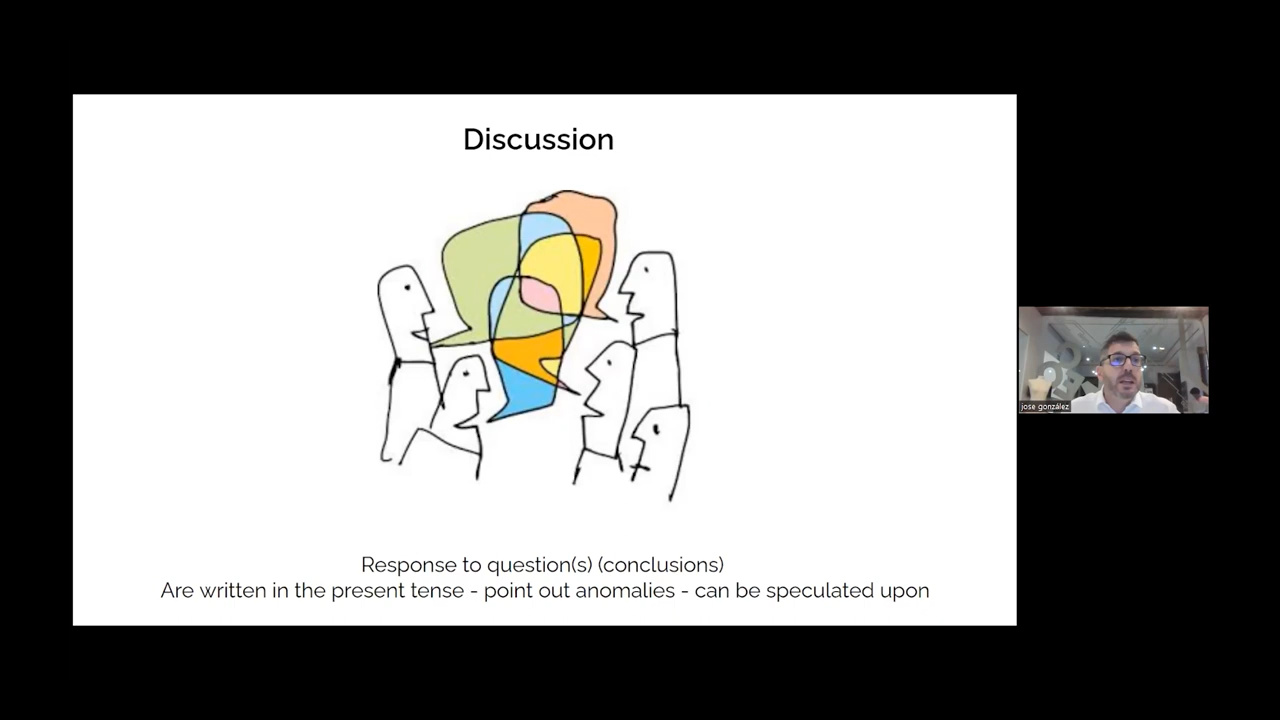 Discussion
Response to question(s) (conclusions)
Are written in the present tense - point out anomalies - can be speculated upon
jose gonzález